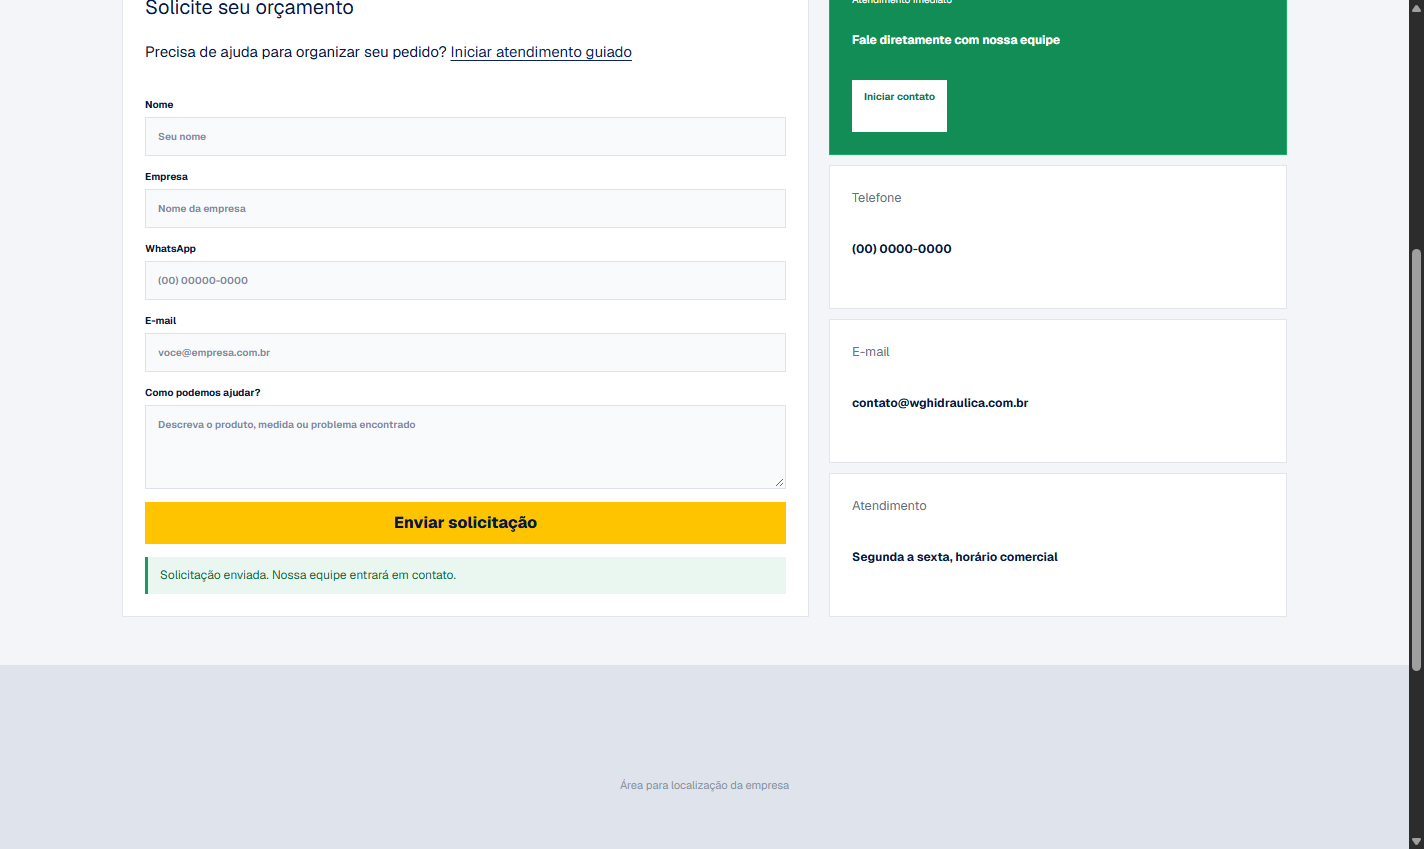 Solicite seu orçamento
Precisa de ajuda para organizar seu pedido? Iniciar atendimento guiado
Nome
Seu nome
Empresa
Nome da empresa
WhatsApp
(00) 00000-0000
E-mail
voce@empresa.com.br
Como podemos ajudar?
Descreva o produto, medida ou problema encontrado
Enviar solicitação
Solicitação enviada. Nossa equipe entrará em contato.
Atendimento imediato
Fale diretamente com nossa equipe
Iniciar contato
Telefone
(00) 0000-0000
E-mail
contato@wghidraulica.com.br
Atendimento
Segunda a sexta, horário comercial
Área para localização da empresa